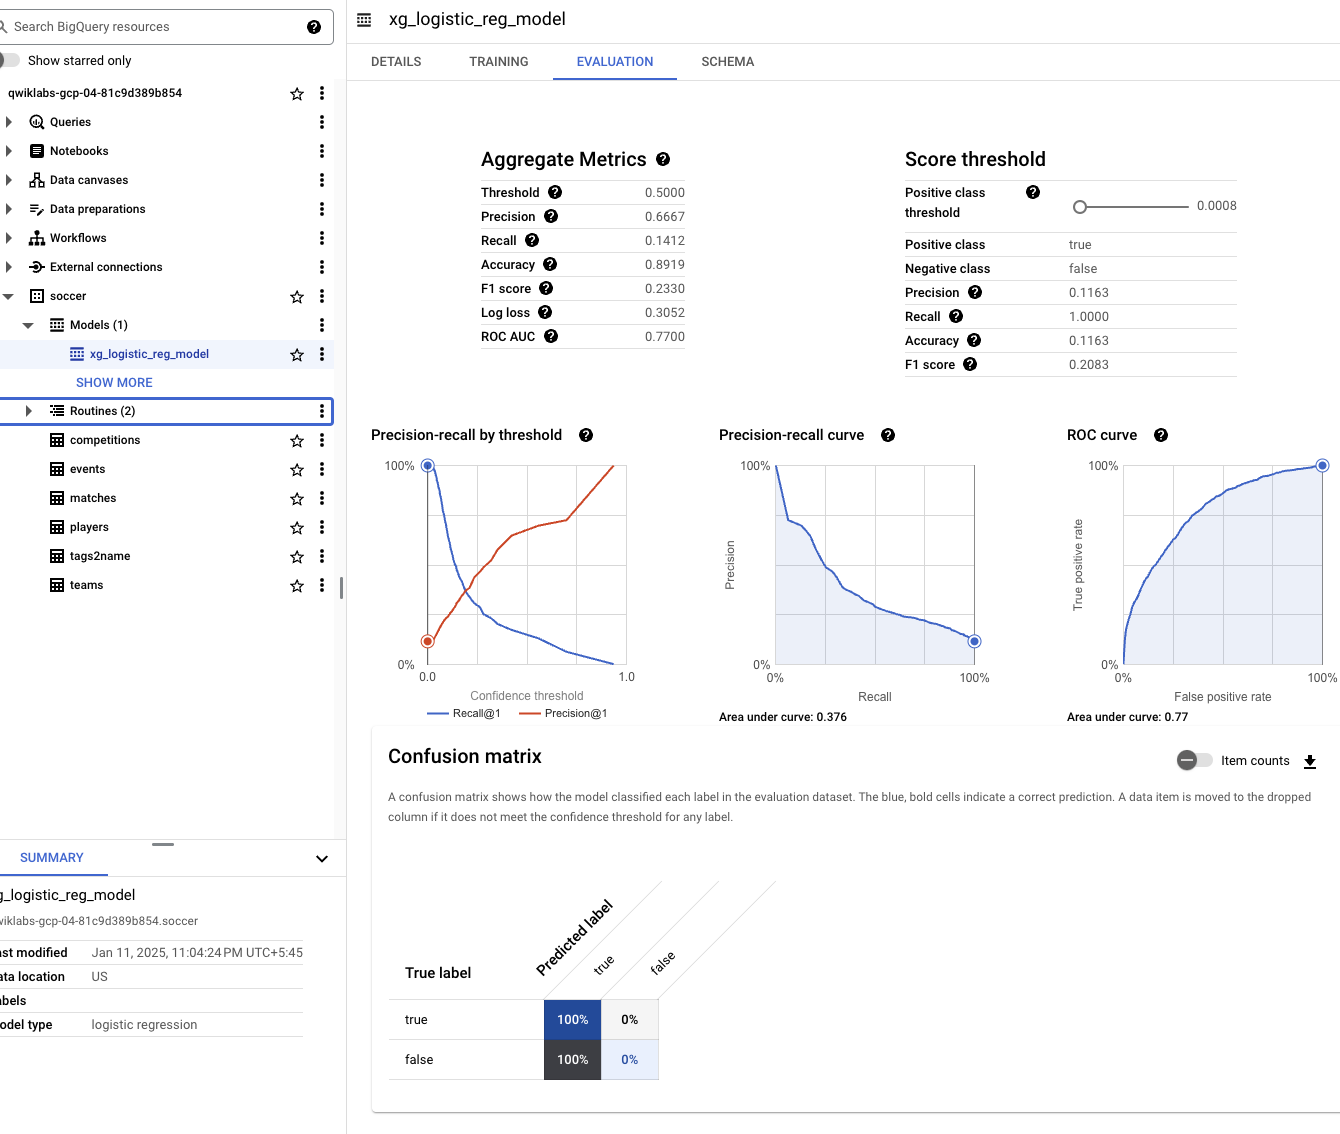 Search BigQuery resources
Show starred only
qwiklabs-gcp-04-81c9d389b854
Queries
Notebooks
Data canvases
Data preparations
Workflows
External connections
soccer
Models (1)
xg_logistic_reg_model
SHOW MORE
Routines (2)
competitions
events
matches
players
tags2name
teams
SUMMARY
g_logistic_reg_model
wiklabs-gcp-04-81c9d389b854.soccer
ast modified Jan 11, 2025, 11:04:24 PM UTC+5:45
ata location US
abels
odel type logistic regression
xg_logistic_reg_model
DETAILS TRAINING EVALUATION SCHEMA
Aggregate Metrics
Threshold 0.5000
Precision 0.6667
Recall 0.1412
Accuracy 0.8919
F1 score 0.2330
Log loss 0.3052
ROC AUC 0.7700
Score threshold
Positive class
threshold 0.0008
Positive class true
Negative class false
Precision 0.1163
Recall 1.0000
Accuracy 0.1163
F1 score 0.2083
Precision-recall by threshold
100%
0%
0.0 1.0
Confidence threshold
Recall@1 Precision@1
Precision-recall curve
100%
Precision
0%
0% 100%
Recall
Area under curve: 0.376
ROC curve
100%
True positive rate
0%
0% 100%
False positive rate
Area under curve: 0.77
Confusion matrix
Item counts
A confusion matrix shows how the model classified each label in the evaluation dataset. The blue, bold cells indicate a correct prediction. A data item is moved to the dropped
column if it does not meet the confidence threshold for any label.
Predicted label
True label true false
true 100% 0%
false 100% 0%